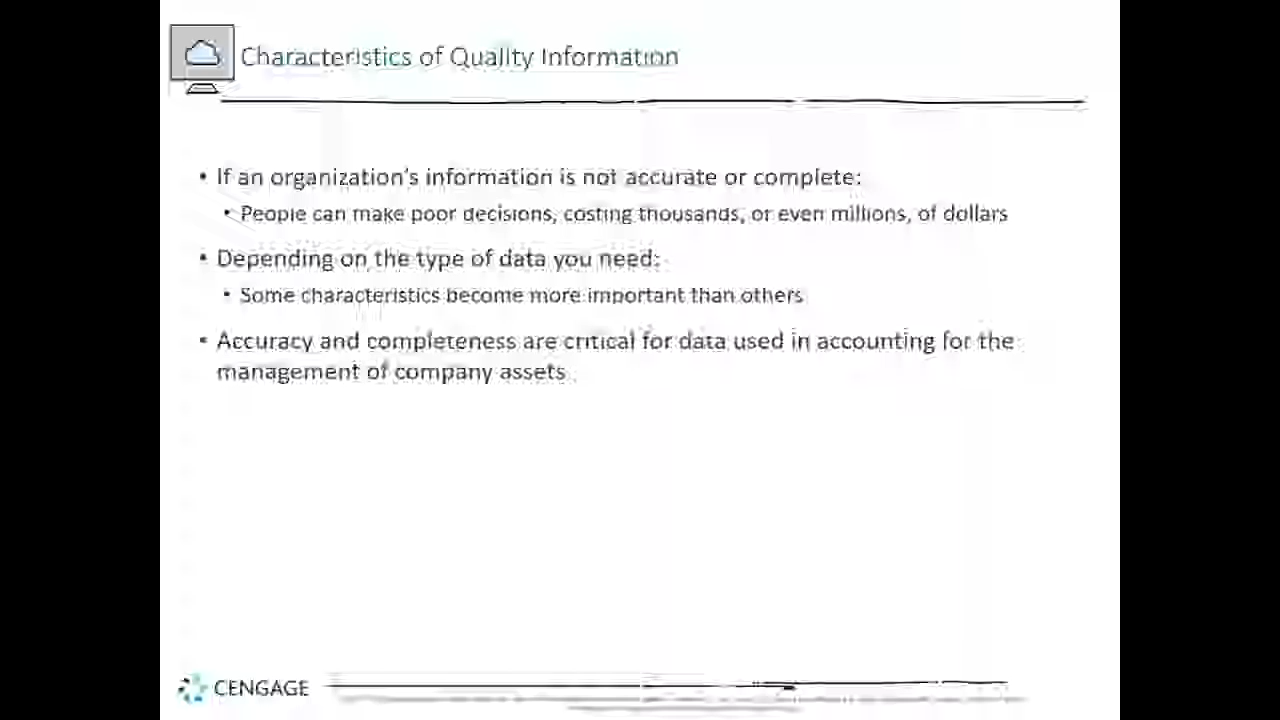 Characteristics of Quality Information
• If an organization's information is not accurate or complete:
• People can make poor decisions, costing thousands, or even millions, of dollars
• Depending on the type of data you need:
• Some characteristics become more important than others
• Accuracy and completeness are critical for data used in accounting for the
management of company assets
CENGAGE